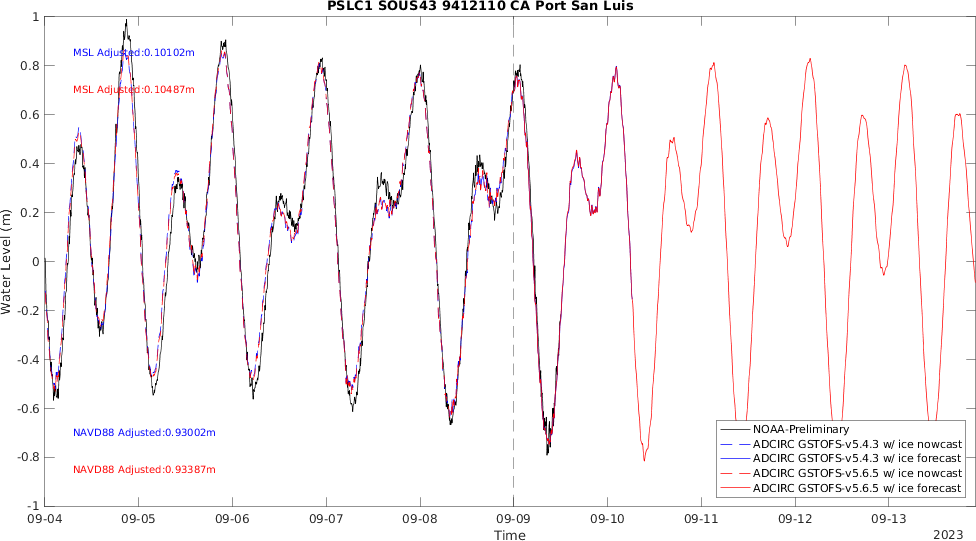 PSLC1 SOUS43 9412110 CA Port San Luis
1
0.8
0.6
0.4
0.2
0
-0.2
-0.4
-0.6
-0.8
-1
Water Level (m)
MSL Adjusted:0.10102m
MSL Adjusted:0.10487m
NAVD88 Adjusted:0.93002m
NAVD88 Adjusted:0.93387m
NOAA-Preliminary
ADCIRC GSTOFS-v5.4.3 w/ ice nowcast
ADCIRC GSTOFS-v5.4.3 w/ ice forecast
ADCIRC GSTOFS-v5.6.5 w/ ice nowcast
ADCIRC GSTOFS-v5.6.5 w/ ice forecast
09-04 09-05 09-06 09-07 09-08 09-09 09-10 09-11 09-12 09-13
Time
2023